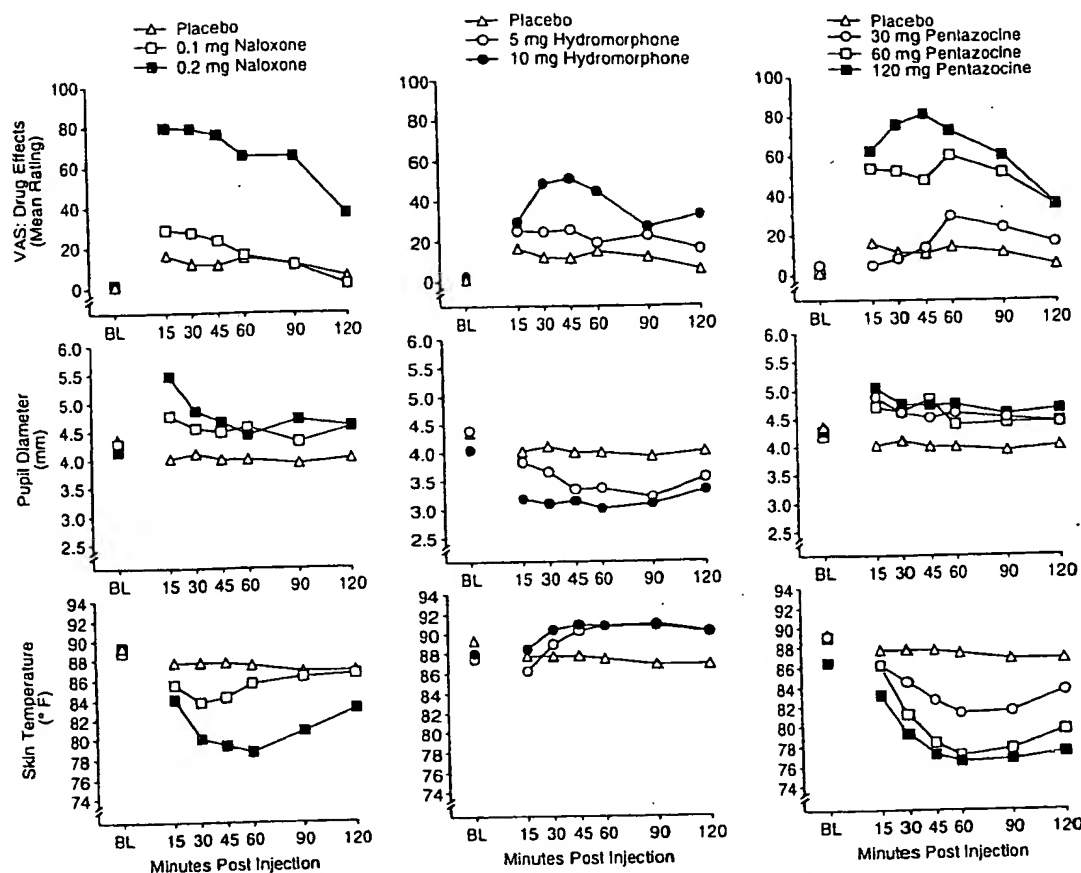 Placebo
0.1 mg Naloxone
0.2 mg Naloxone
Placebo
5 mg Hydromorphone
10 mg Hydromorphone
Placebo
30 mg Pentazocine
60 mg Pentazocine
120 mg Pentazocine
VAS: Drug Effects
(Mean Rating)
100
80
60
40
20
0
BL 15 30 45 60 90 120
100
80
60
40
20
0
BL 15 30 45 60 90 120
100
80
60
40
20
0
BL 15 30 45 60 90 120
Pupil Diameter
(mm)
6.0
5.5
5.0
4.5
4.0
3.5
3.0
2.5
BL 15 30 45 60 90 120
6.0
5.5
5.0
4.5
4.0
3.5
3.0
2.5
BL 15 30 45 60 90 120
6.0
5.5
5.0
4.5
4.0
3.5
3.0
2.5
BL 15 30 45 60 90 120
Skin Temperature
(° F)
94
92
90
88
86
84
82
80
78
76
74
BL 15 30 45 60 90 120
Minutes Post Injection
94
92
90
88
86
84
82
80
78
76
74
BL 15 30 45 60 90 120
Minutes Post Injection
94
92
90
88
86
84
82
80
78
76
74
BL 15 30 45 60 90 120
Minutes Post Injection